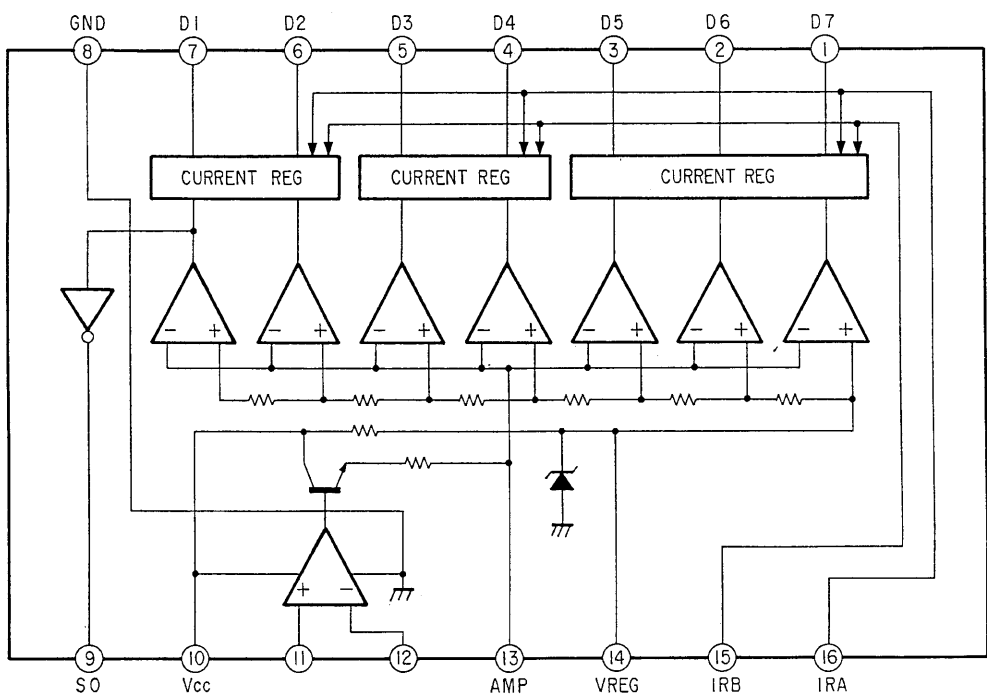 GND D1 D2 D3 D4 D5 D6 D7
8 7 6 5 4 3 2 1
CURRENT REG CURRENT REG CURRENT REG
− + − + − + − + − + − + − +
+ −
9 10 11 12 13 14 15 16
SO Vcc AMP VREG IRB IRA